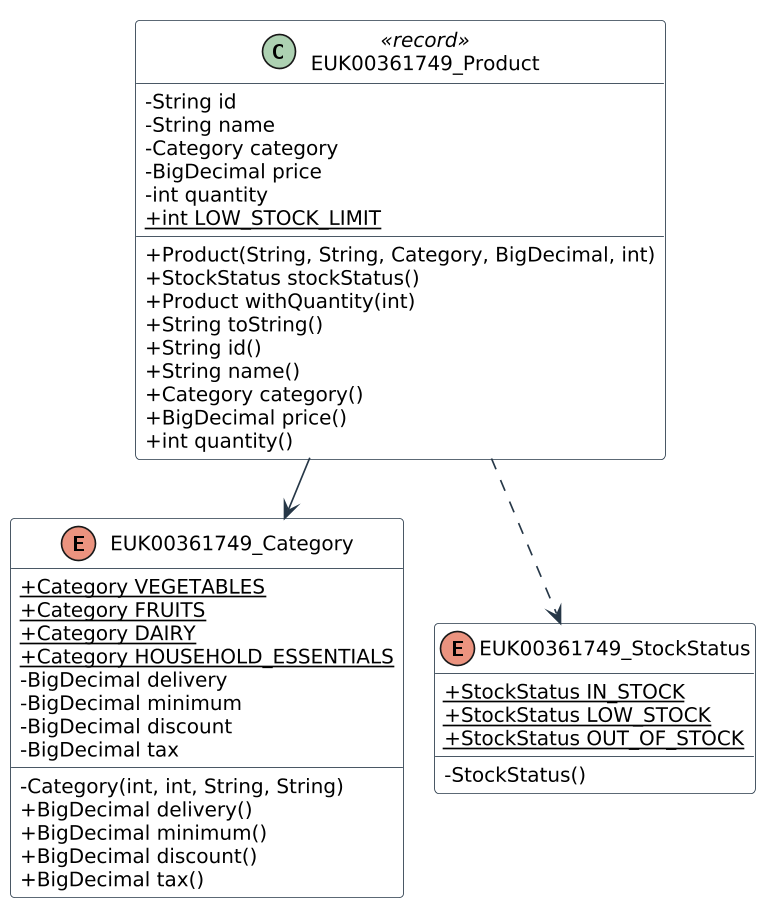 C
«record»
EUK00361749_Product
-String id
-String name
-Category category
-BigDecimal price
-int quantity
+int LOW_STOCK_LIMIT
+Product(String, String, Category, BigDecimal, int)
+StockStatus stockStatus()
+Product withQuantity(int)
+String toString()
+String id()
+String name()
+Category category()
+BigDecimal price()
+int quantity()
E EUK00361749_Category
+Category VEGETABLES
+Category FRUITS
+Category DAIRY
+Category HOUSEHOLD_ESSENTIALS
-BigDecimal delivery
-BigDecimal minimum
-BigDecimal discount
-BigDecimal tax
-Category(int, int, String, String)
+BigDecimal delivery()
+BigDecimal minimum()
+BigDecimal discount()
+BigDecimal tax()
E EUK00361749_StockStatus
+StockStatus IN_STOCK
+StockStatus LOW_STOCK
+StockStatus OUT_OF_STOCK
-StockStatus()